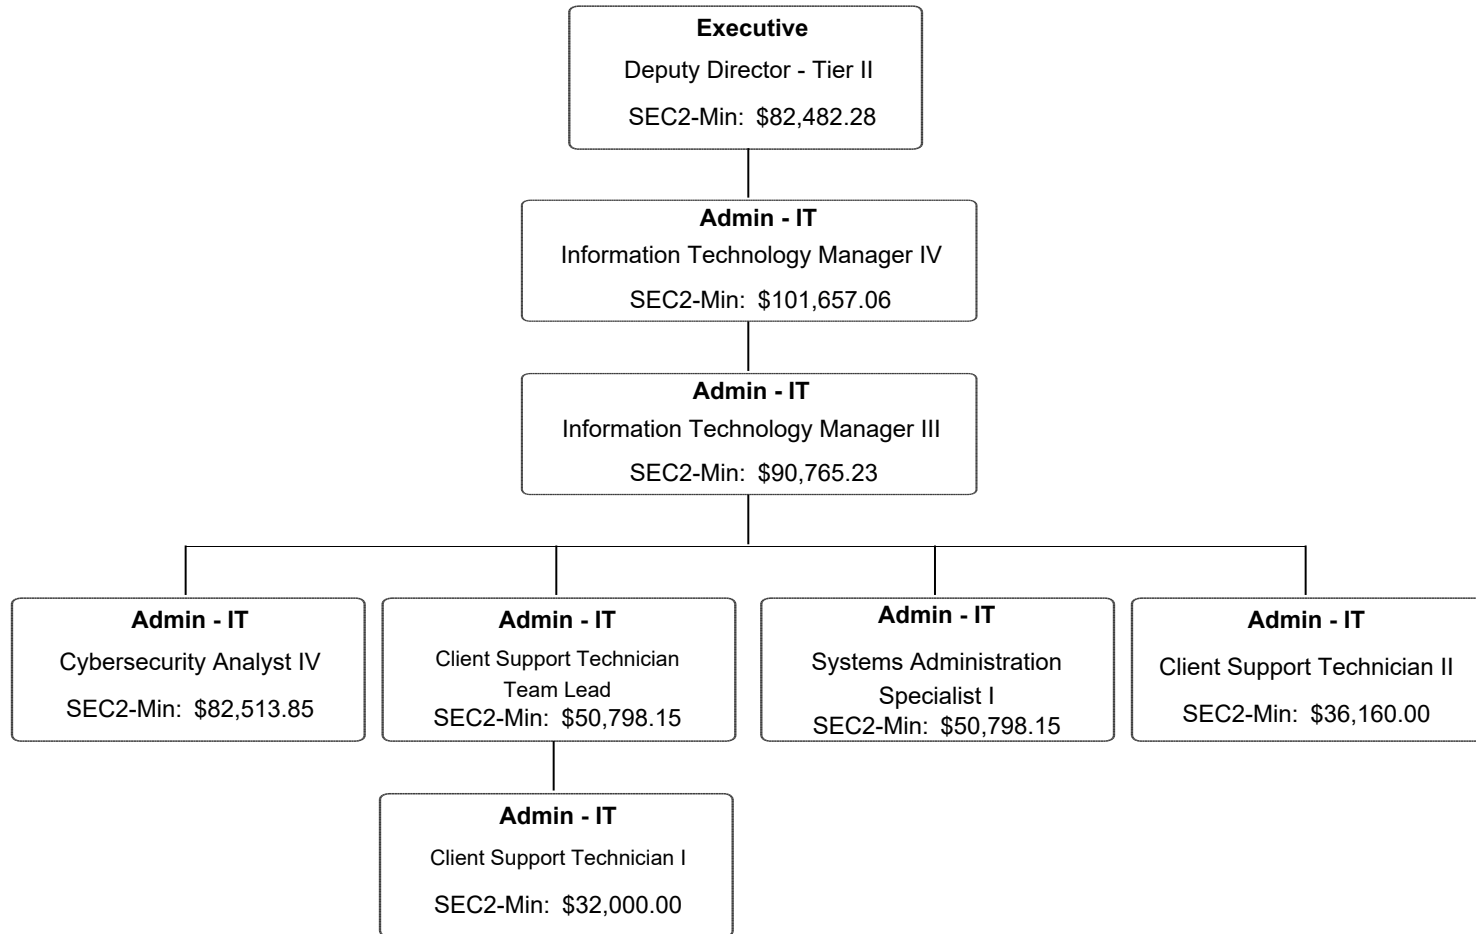 Executive
Deputy Director - Tier II
SEC2-Min: $82,482.28
Admin - IT
Information Technology Manager IV
SEC2-Min: $101,657.06
Admin - IT
Information Technology Manager III
SEC2-Min: $90,765.23
Admin - IT
Cybersecurity Analyst IV
SEC2-Min: $82,513.85
Admin - IT
Client Support Technician
Team Lead
SEC2-Min: $50,798.15
Admin - IT
Systems Administration
Specialist I
SEC2-Min: $50,798.15
Admin - IT
Client Support Technician II
SEC2-Min: $36,160.00
Admin - IT
Client Support Technician I
SEC2-Min: $32,000.00